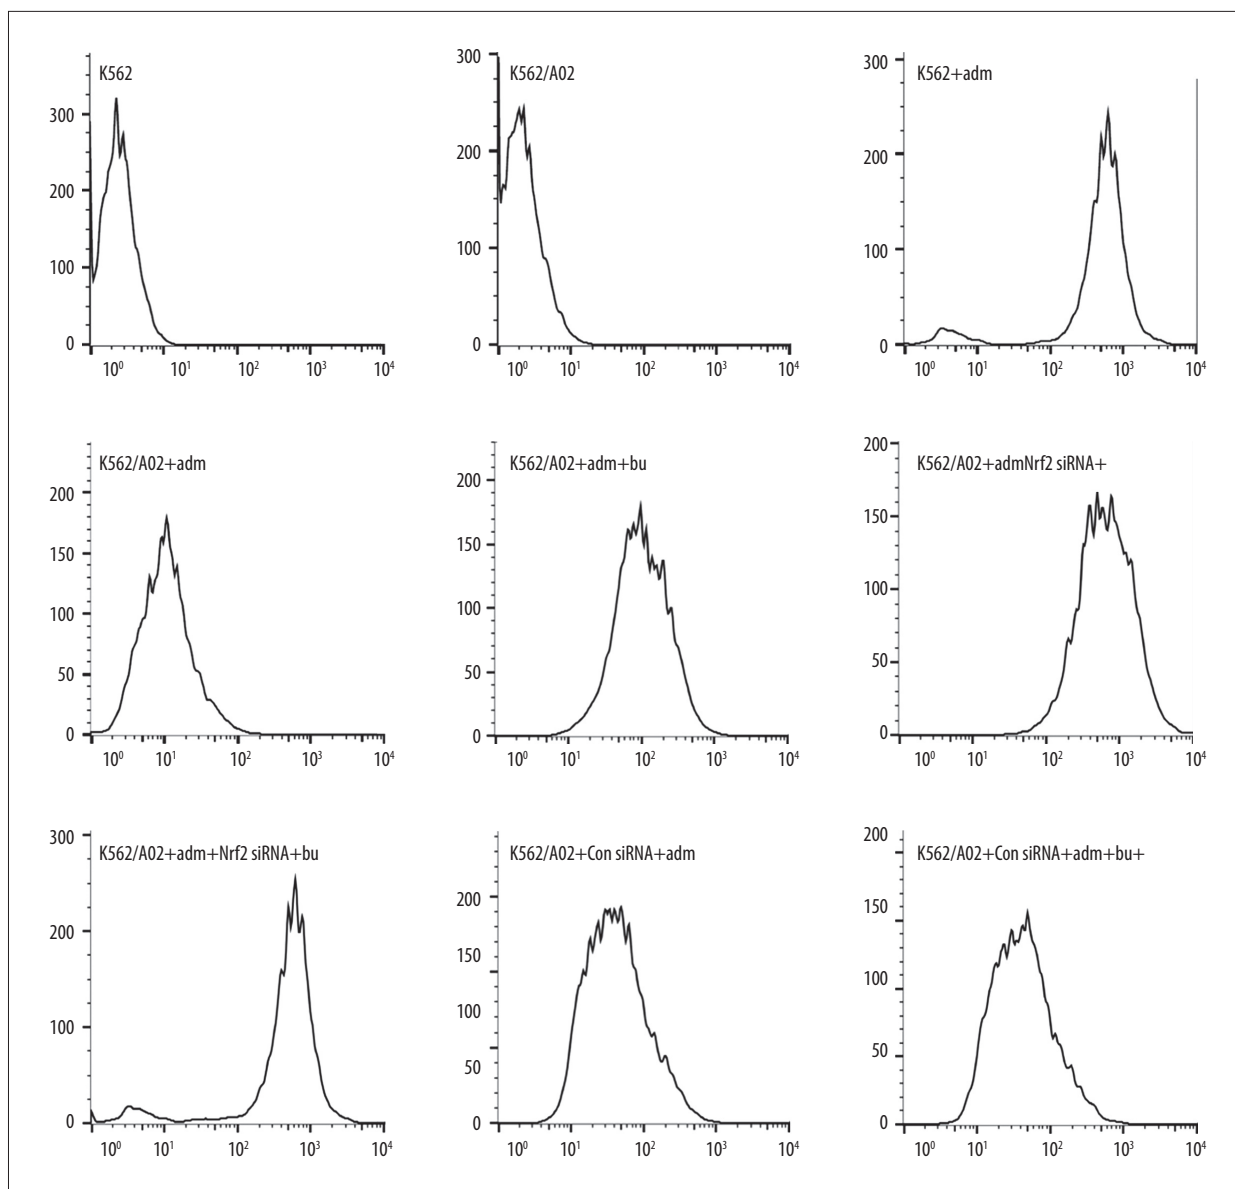 K562
300
200
100
0
10⁰ 10¹ 10² 10³ 10⁴
K562/A02
300
200
100
0
10⁰ 10¹ 10² 10³ 10⁴
K562+adm
300
200
100
0
10⁰ 10¹ 10² 10³ 10⁴
K562/A02+adm
200
150
100
50
0
10⁰ 10¹ 10² 10³ 10⁴
K562/A02+adm+bu
200
150
100
50
0
10⁰ 10¹ 10² 10³ 10⁴
K562/A02+admNrf2 siRNA+
200
150
100
50
0
10⁰ 10¹ 10² 10³ 10⁴
K562/A02+adm+Nrf2 siRNA+bu
300
200
100
0
10⁰ 10¹ 10² 10³ 10⁴
K562/A02+Con siRNA+adm
200
150
100
50
0
10⁰ 10¹ 10² 10³ 10⁴
K562/A02+Con siRNA+adm+bu+
200
150
100
50
0
10⁰ 10¹ 10² 10³ 10⁴